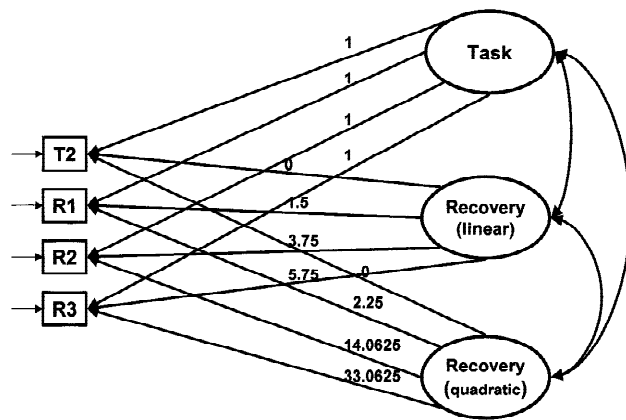 1
Task
1
1
1
T2
0
R1
1.5
Recovery
(linear)
R2
3.75
5.75
0
R3
2.25
14.0625
Recovery
(quadratic)
33.0625